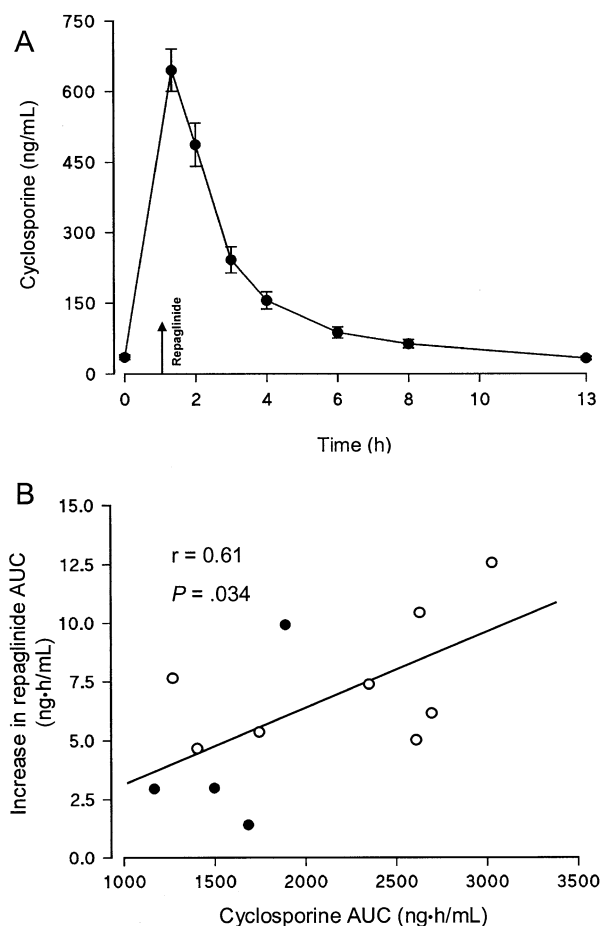 A
750
600
450
300
150
0
Cyclosporine (ng/mL)
Repaglinide
0 2 4 6 8 10 13
Time (h)
B
15.0
12.5
10.0
7.5
5.0
2.5
0.0
Increase in repaglinide AUC
(ng•h/mL)
r = 0.61
P = .034
1000 1500 2000 2500 3000 3500
Cyclosporine AUC (ng•h/mL)